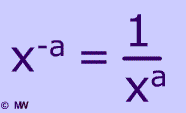 x⁻ᵃ = 1/xᵃ
© MW